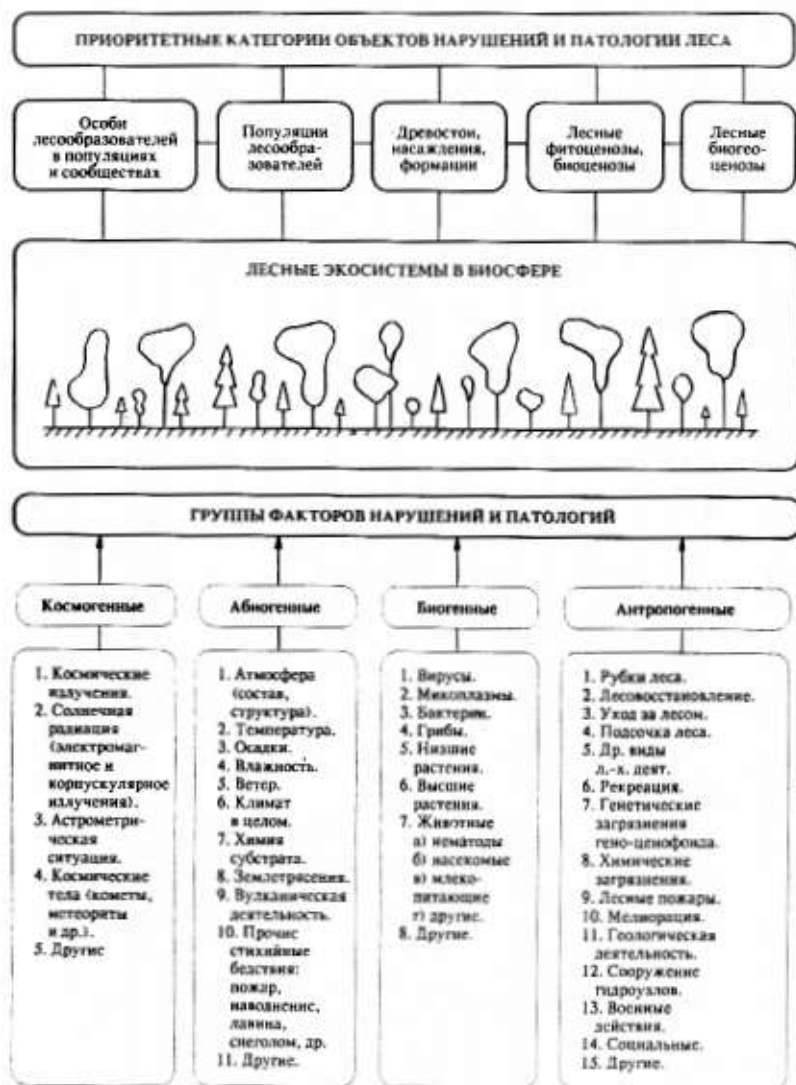 ПРИОРИТЕТНЫЕ КАТЕГОРИИ ОБЪЕКТОВ НАРУШЕНИЙ И ПАТОЛОГИИ ЛЕСА
Особи
лесообразователей
в популяциях
и сообществах
Популяции
лесообра-
зователей
Древостои,
насаждения,
формации
Лесные
фитоценозы,
биоценозы
Лесные
биогео-
ценозы
ЛЕСНЫЕ ЭКОСИСТЕМЫ В БИОСФЕРЕ
ГРУППЫ ФАКТОРОВ НАРУШЕНИЙ И ПАТОЛОГИЙ
Космогенные
1. Космические
излучения.
2. Солнечная
радиация
(электромаг-
нитное и
корпускулярное
излучения).
3. Астрометри-
ческая
ситуация.
4. Космические
тела (кометы,
метеориты
и др.).
5. Другие
Абиогенные
1. Атмосфера
(состав,
структура).
2. Температура.
3. Осадки.
4. Влажность.
5. Ветер.
6. Климат
в целом.
7. Химия
субстрата.
8. Землетрясения.
9. Вулканическая
деятельность.
10. Прочие
стихийные
бедствия:
пожар,
наводнение,
лавина,
снеголом, др.
11. Другие.
Биогенные
1. Вирусы.
2. Микоплазмы.
3. Бактерии.
4. Грибы.
5. Низшие
растения.
6. Высшие
растения.
7. Животные
а) нематоды
б) насекомые
в) млеко-
питающие
г) другие.
8. Другие.
Антропогенные
1. Рубки леса.
2. Лесовосстановление.
3. Уход за лесом.
4. Подсочка леса.
5. Др. виды
л.-х. деят.
6. Рекреация.
7. Генетические
загрязнения
гено-ценофонда.
8. Химические
загрязнения.
9. Лесные пожары.
10. Мелиорация.
11. Геологическая
деятельность.
12. Сооружение
гидроузлов.
13. Военные
действия.
14. Социальные.
15. Другие.